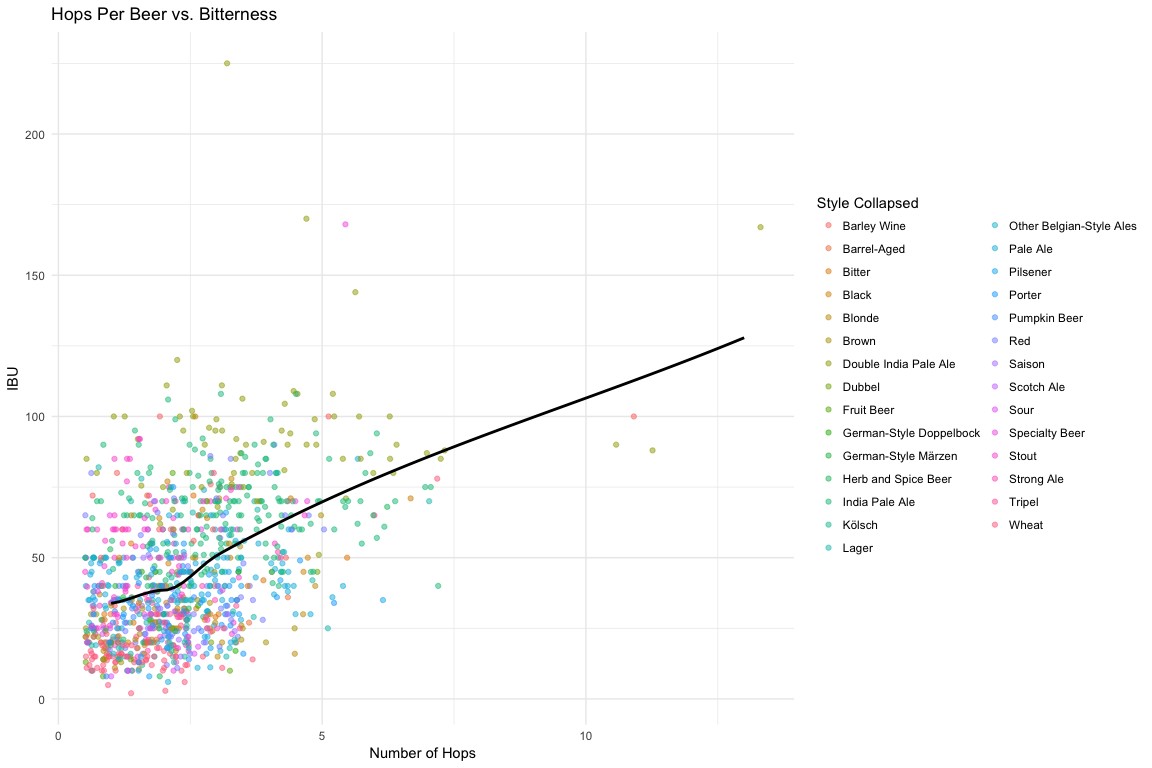 Hops Per Beer vs. Bitterness
IBU
200
150
100
50
0
0
5
10
Number of Hops
Style Collapsed
Barley Wine
Barrel-Aged
Bitter
Black
Blonde
Brown
Double India Pale Ale
Dubbel
Fruit Beer
German-Style Doppelbock
German-Style Märzen
Herb and Spice Beer
India Pale Ale
Kölsch
Lager
Other Belgian-Style Ales
Pale Ale
Pilsener
Porter
Pumpkin Beer
Red
Saison
Scotch Ale
Sour
Specialty Beer
Stout
Strong Ale
Tripel
Wheat